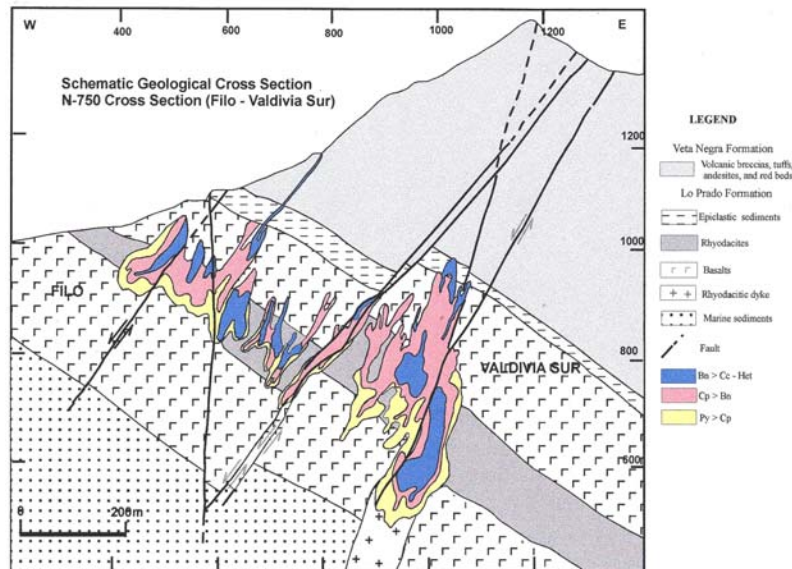 W
400
600
800
1000
1200
E
Schematic Geological Cross Section
N-750 Cross Section (Filo - Valdivia Sur)
1200
1000
800
600
FILO
VALDIVIA SUR
0
200m
LEGEND
Veta Negra Formation
Volcanic breccias, tuffs,
andesites, and red beds
Lo Prado Formation
Epiclastic sediments
Rhyodacites
Basalts
Rhyodacitic dyke
Marine sediments
Fault
Bn > Cc - Het
Cp > Bn
Py > Cp